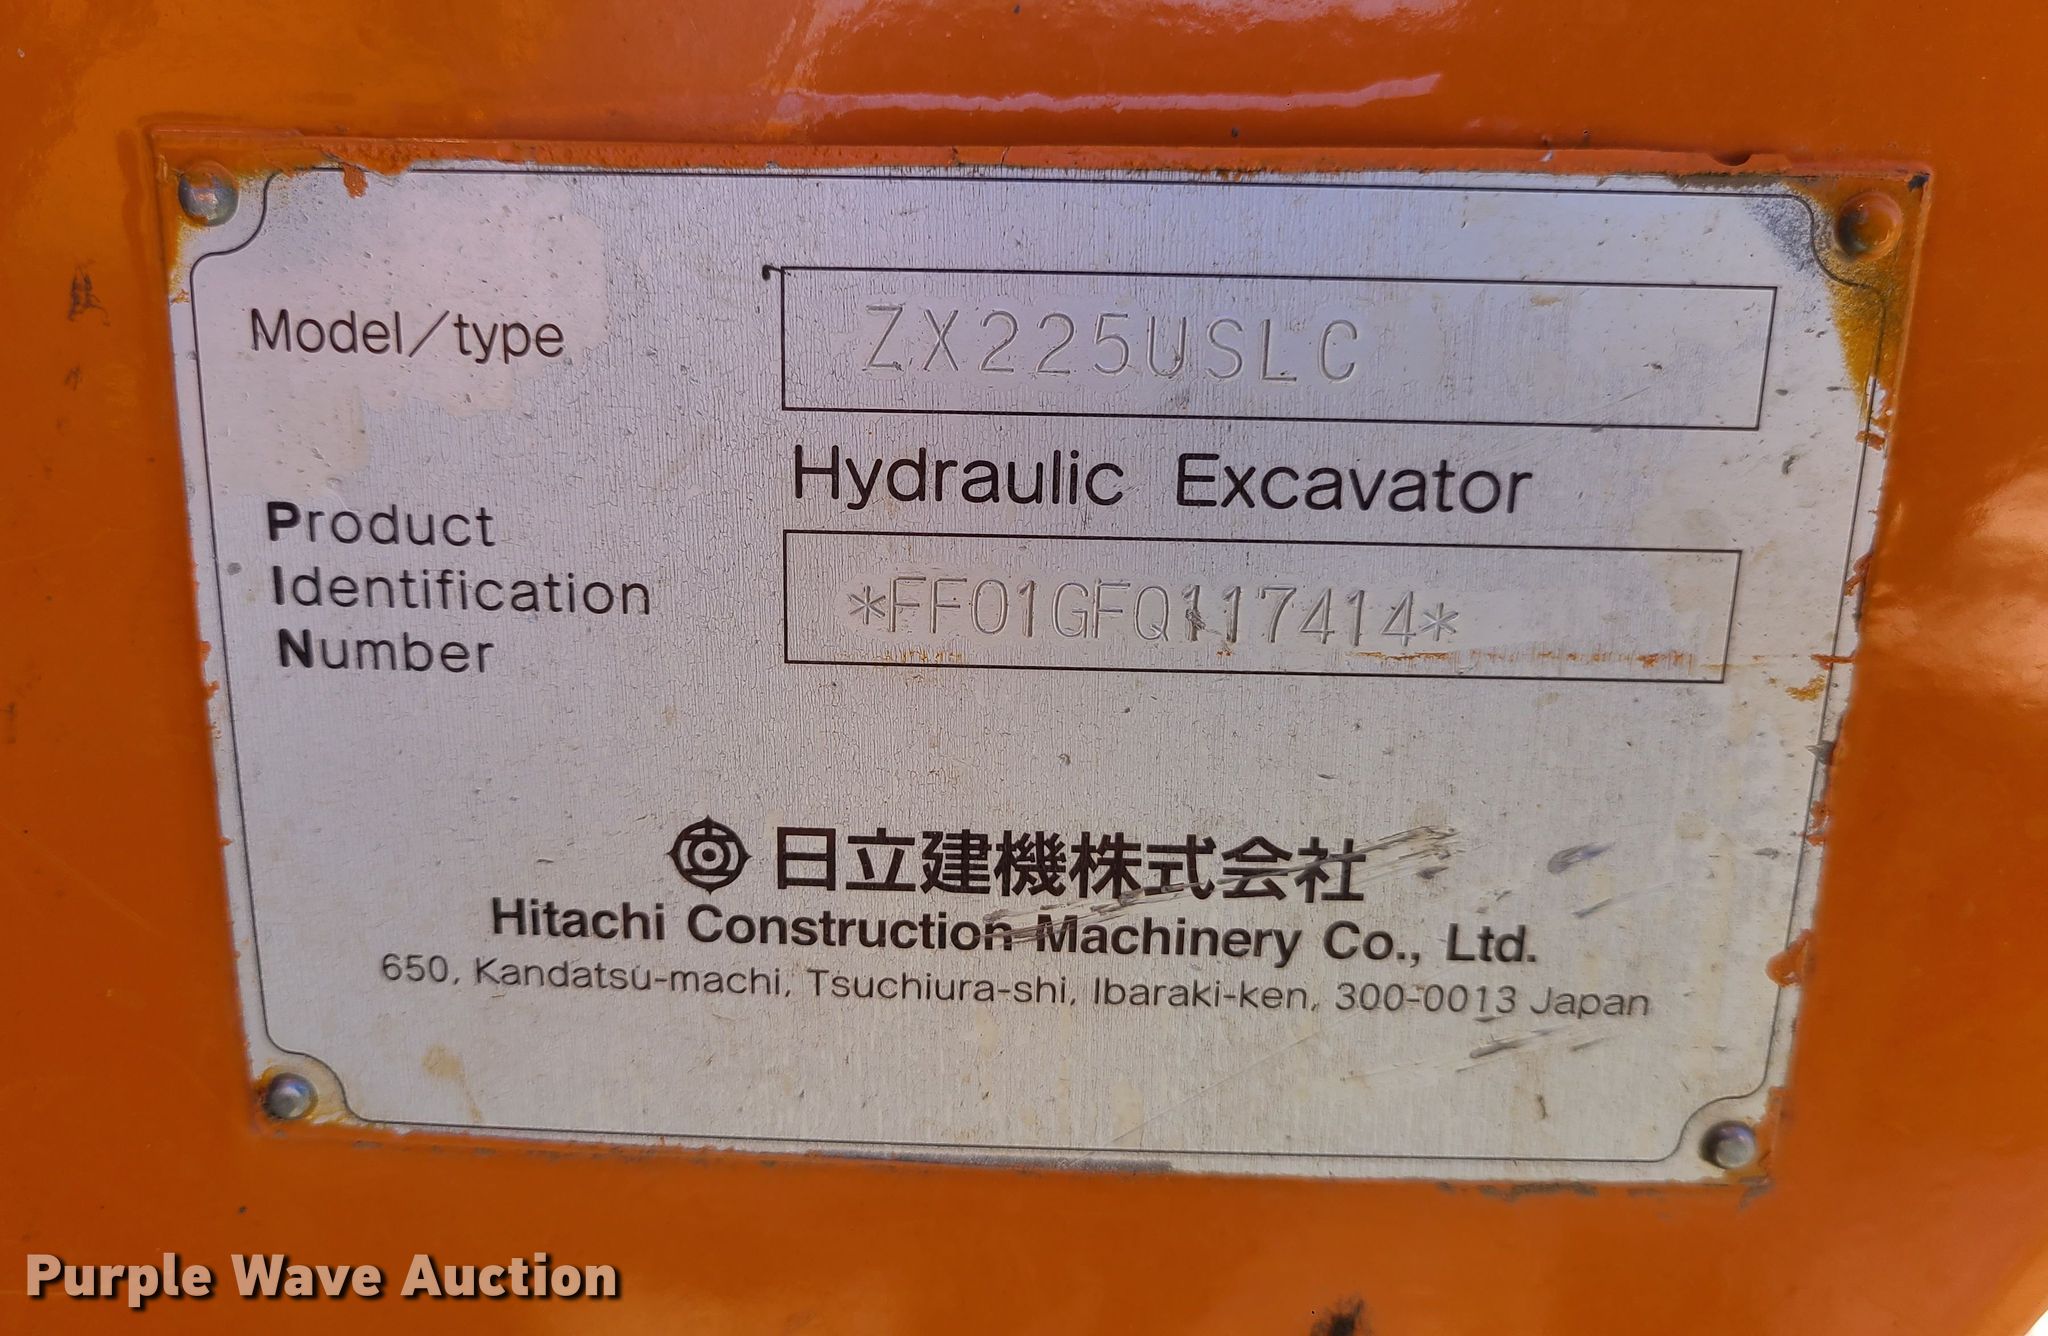 Model/type
ZX225USLC
Hydraulic Excavator
Product
Identification
Number
*FF01GFQ117414*
日立建機株式会社
Hitachi Construction Machinery Co., Ltd.
650, Kandatsu-machi, Tsuchiura-shi, Ibaraki-ken, 300-0013 Japan
Purple Wave Auction